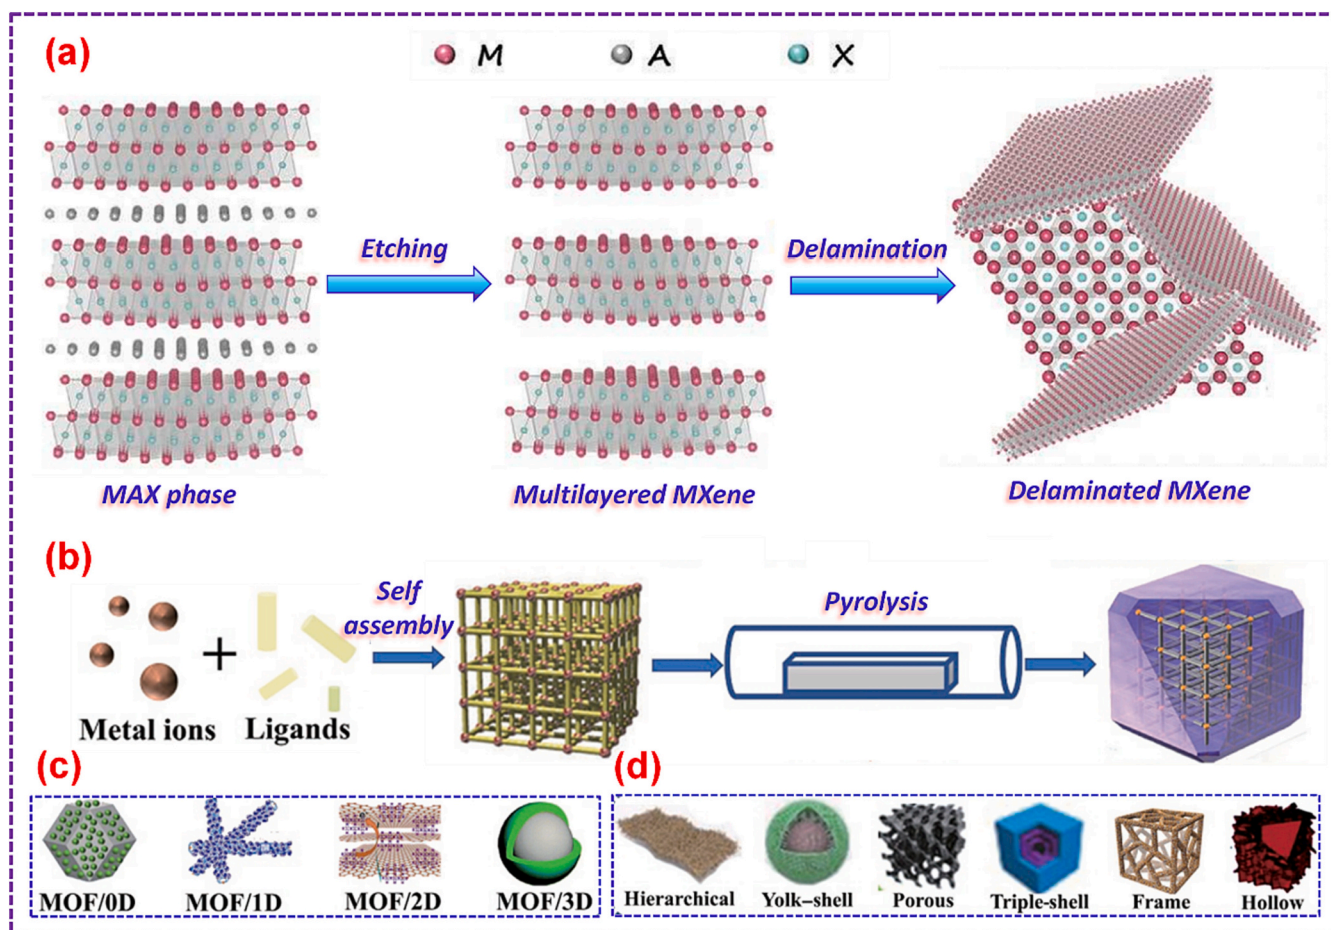 (a)
M A X
Etching
Delamination
MAX phase
Multilayered MXene
Delaminated MXene
(b)
Self
assembly
Pyrolysis
+
Metal ions
Ligands
(c)
MOF/0D
MOF/1D
MOF/2D
MOF/3D
(d)
Hierarchical
Yolk–shell
Porous
Triple-shell
Frame
Hollow